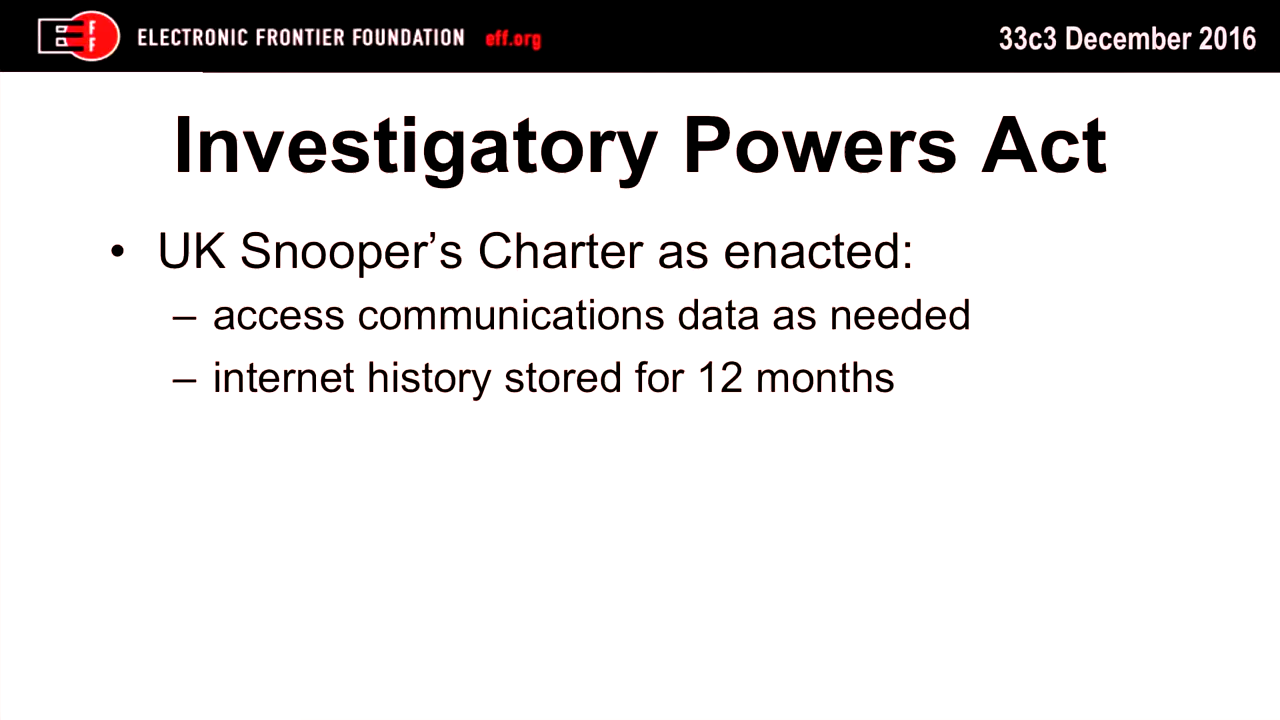 EFF ELECTRONIC FRONTIER FOUNDATION eff.org
33c3 December 2016
Investigatory Powers Act
• UK Snooper’s Charter as enacted:
– access communications data as needed
– internet history stored for 12 months